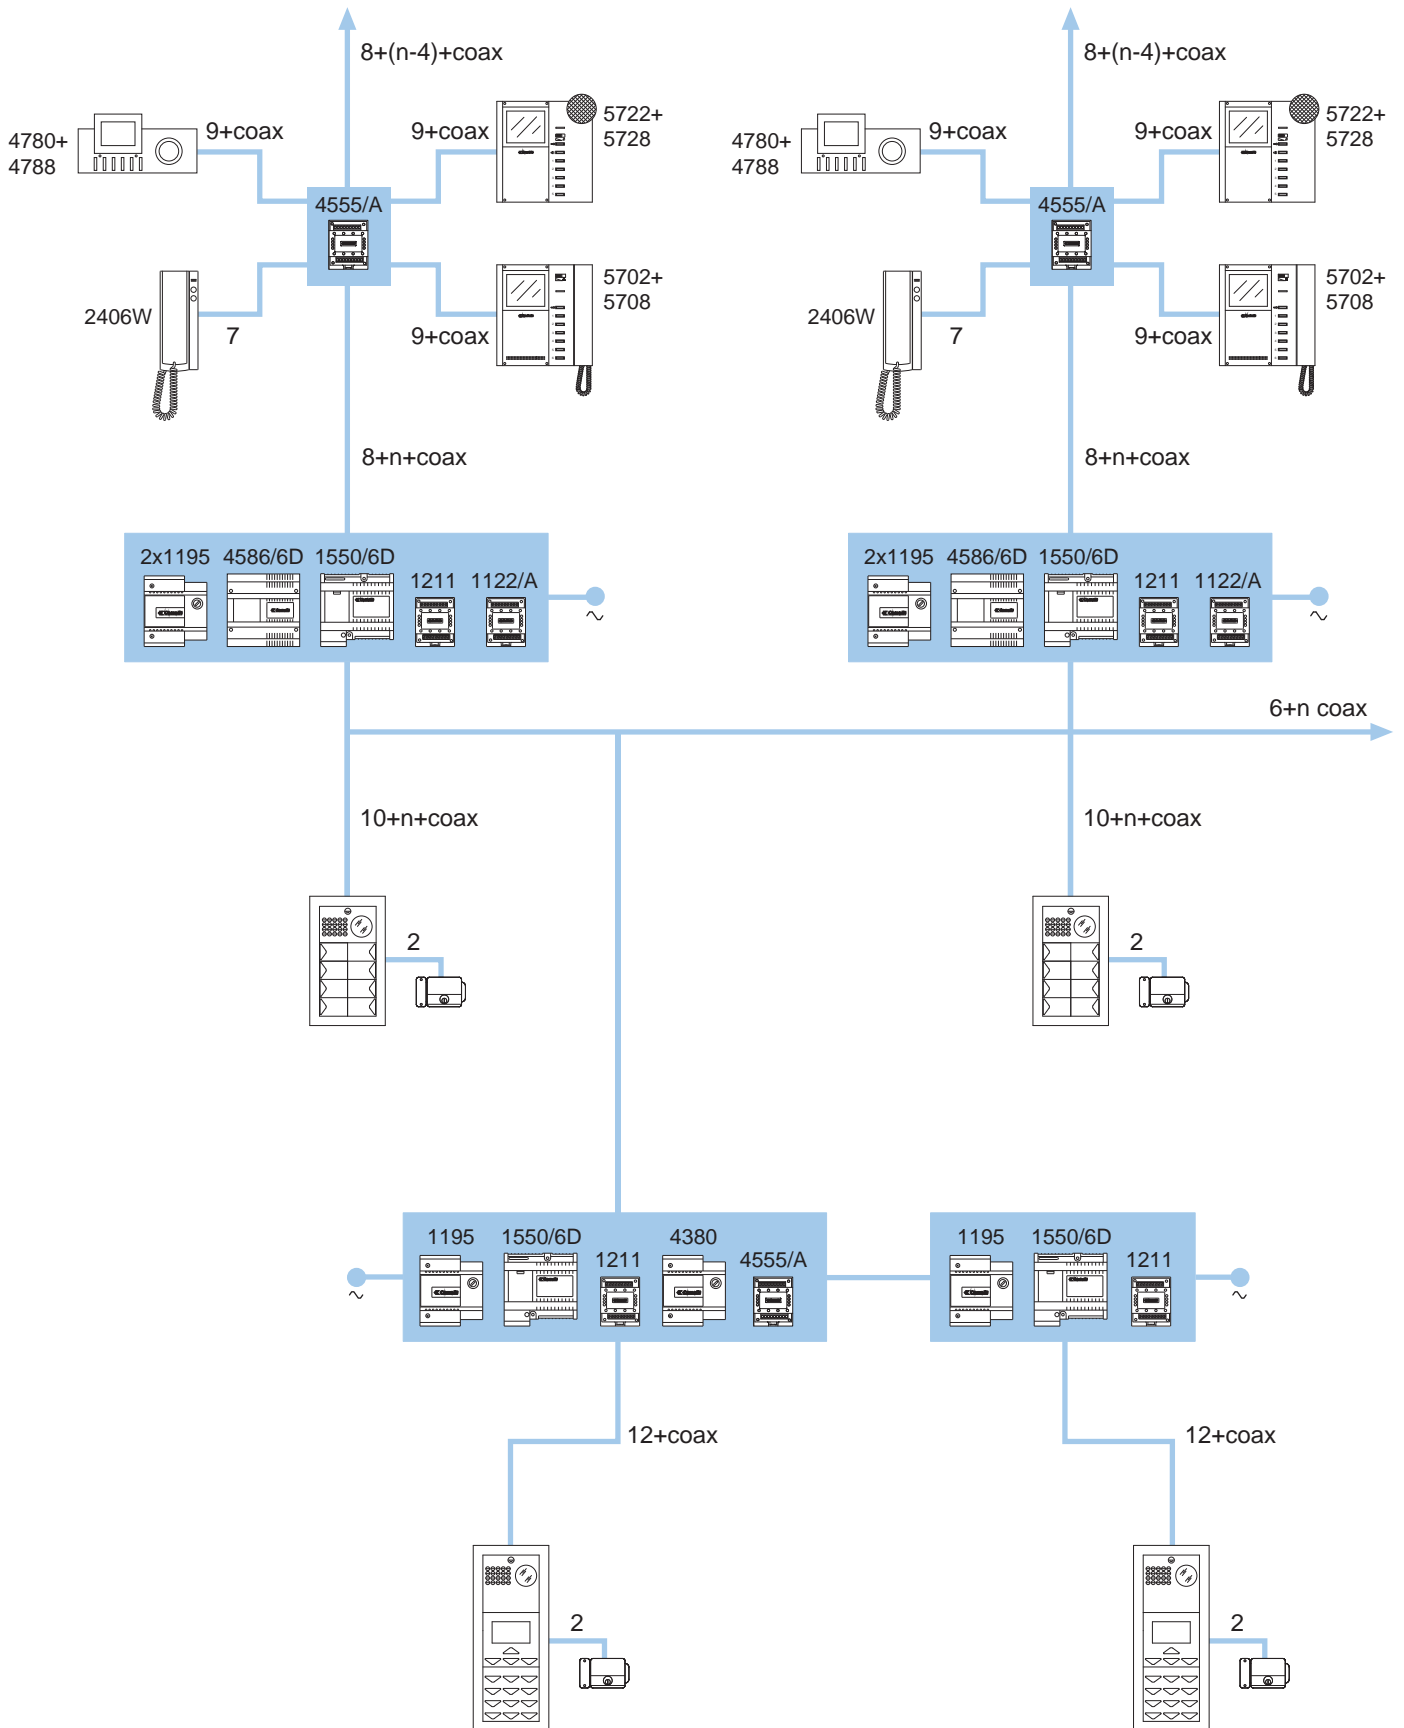 8+(n-4)+coax
8+(n-4)+coax
4780+
4788
9+coax
9+coax
5722+
5728
4780+
4788
9+coax
9+coax
5722+
5728
4555/A
4555/A
2406W
7
9+coax
5702+
5708
2406W
7
9+coax
5702+
5708
8+n+coax
8+n+coax
2x1195
4586/6D
1550/6D
1211
1122/A
~
2x1195
4586/6D
1550/6D
1211
1122/A
~
6+n coax
10+n+coax
10+n+coax
2
2
1195
1550/6D
1211
4380
4555/A
~
1195
1550/6D
1211
~
12+coax
12+coax
2
2